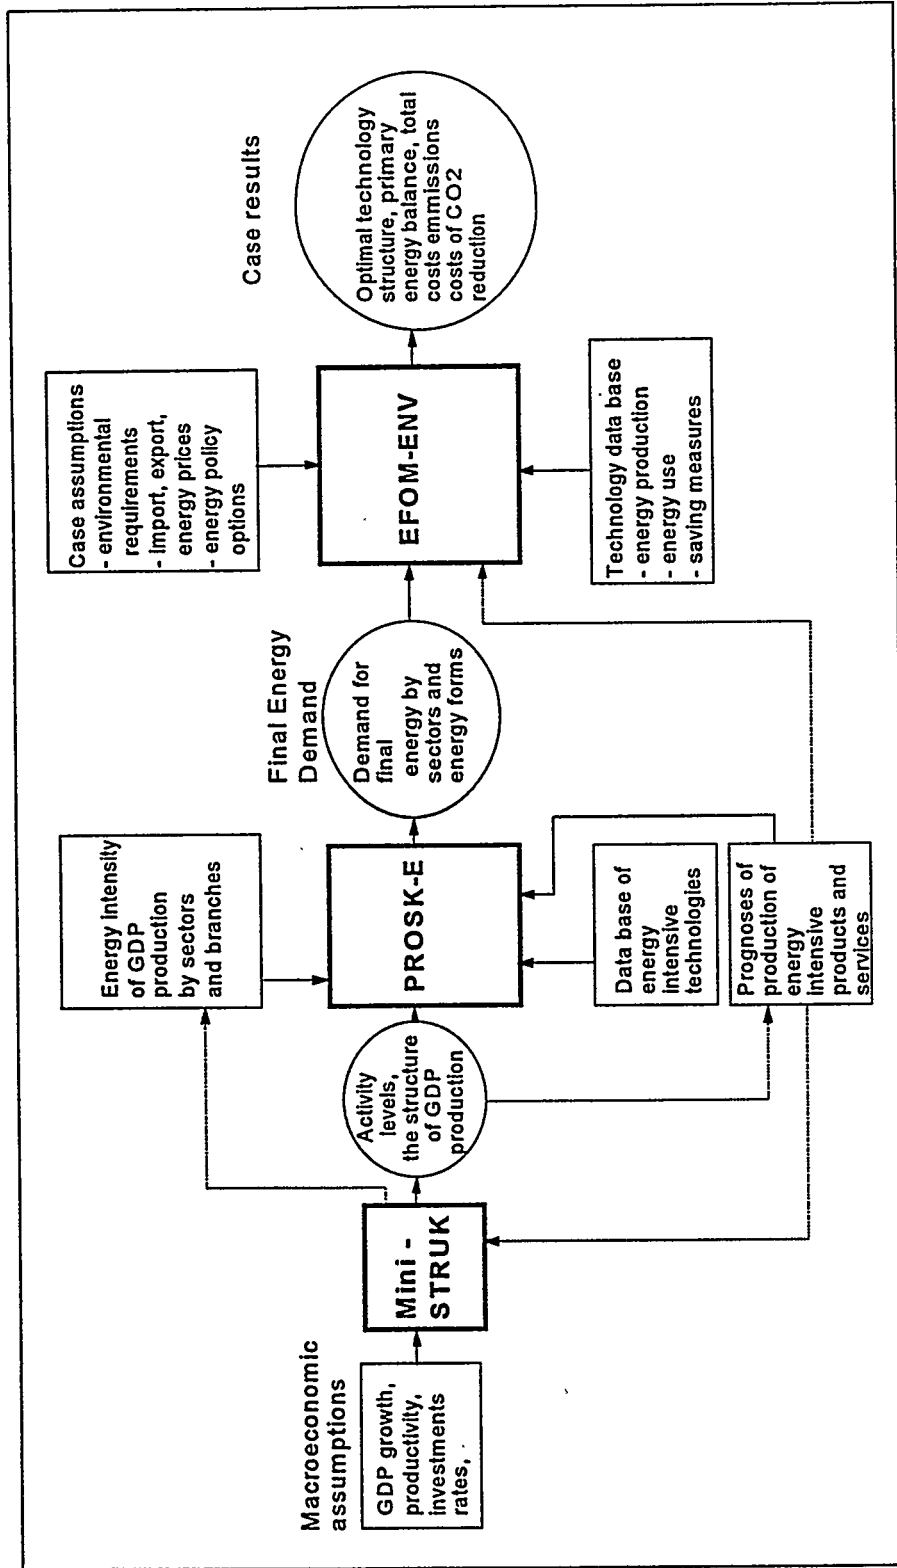 Macroeconomic
assumptions
GDP growth,
productivity,
investments
rates, .
Mini -
STRUK
Activity
levels,
the structure
of GDP
production
Energy intensity
of GDP
production
by sectors
and branches
PROSK-E
Data base of
energy
intensive
technologies
Prognoses of
production of
energy
intensive
products and
services
Final Energy
Demand
Demand for
final
energy by
sectors and
energy forms
Case assumptions
- environmental
requirements
- import, export,
energy prices
- energy policy
options
EFOM-ENV
Technology data base
- energy production
- energy use
- saving measures
Case results
Optimal technology
structure, primary
energy balance, total
costs emmissions
costs of CO2
reduction